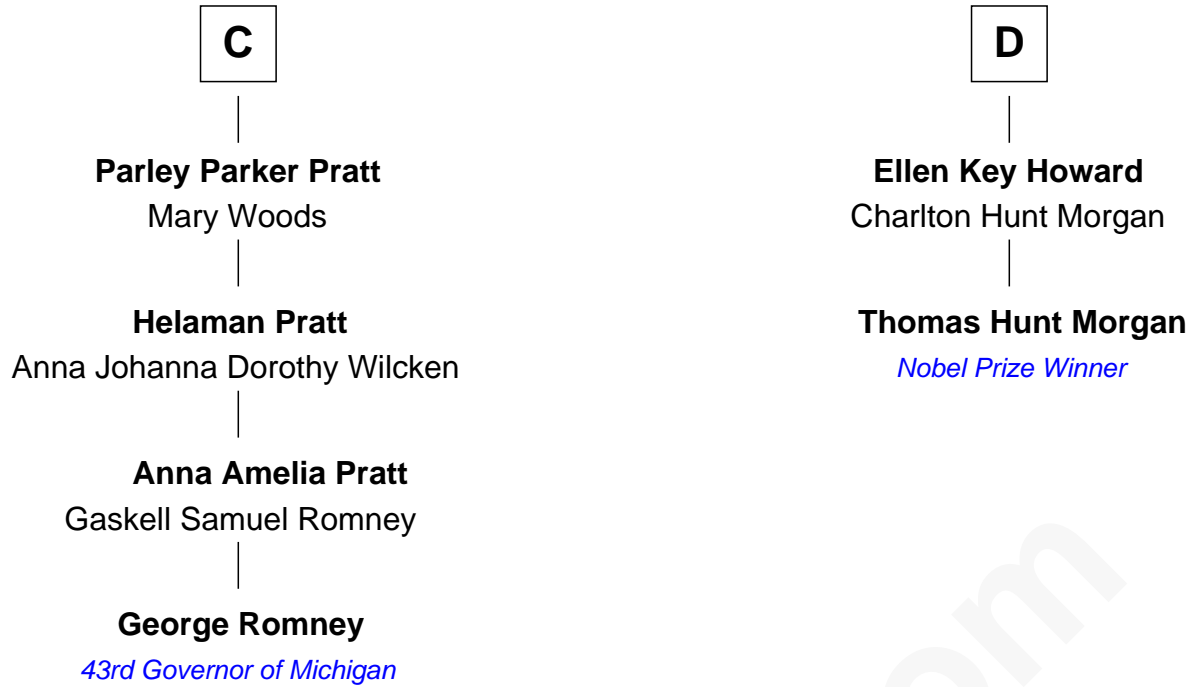 C
Parley Parker Pratt
Mary Woods
Helaman Pratt
Anna Johanna Dorothy Wilcken
Anna Amelia Pratt
Gaskell Samuel Romney
George Romney
43rd Governor of Michigan
D
Ellen Key Howard
Charlton Hunt Morgan
Thomas Hunt Morgan
Nobel Prize Winner
om